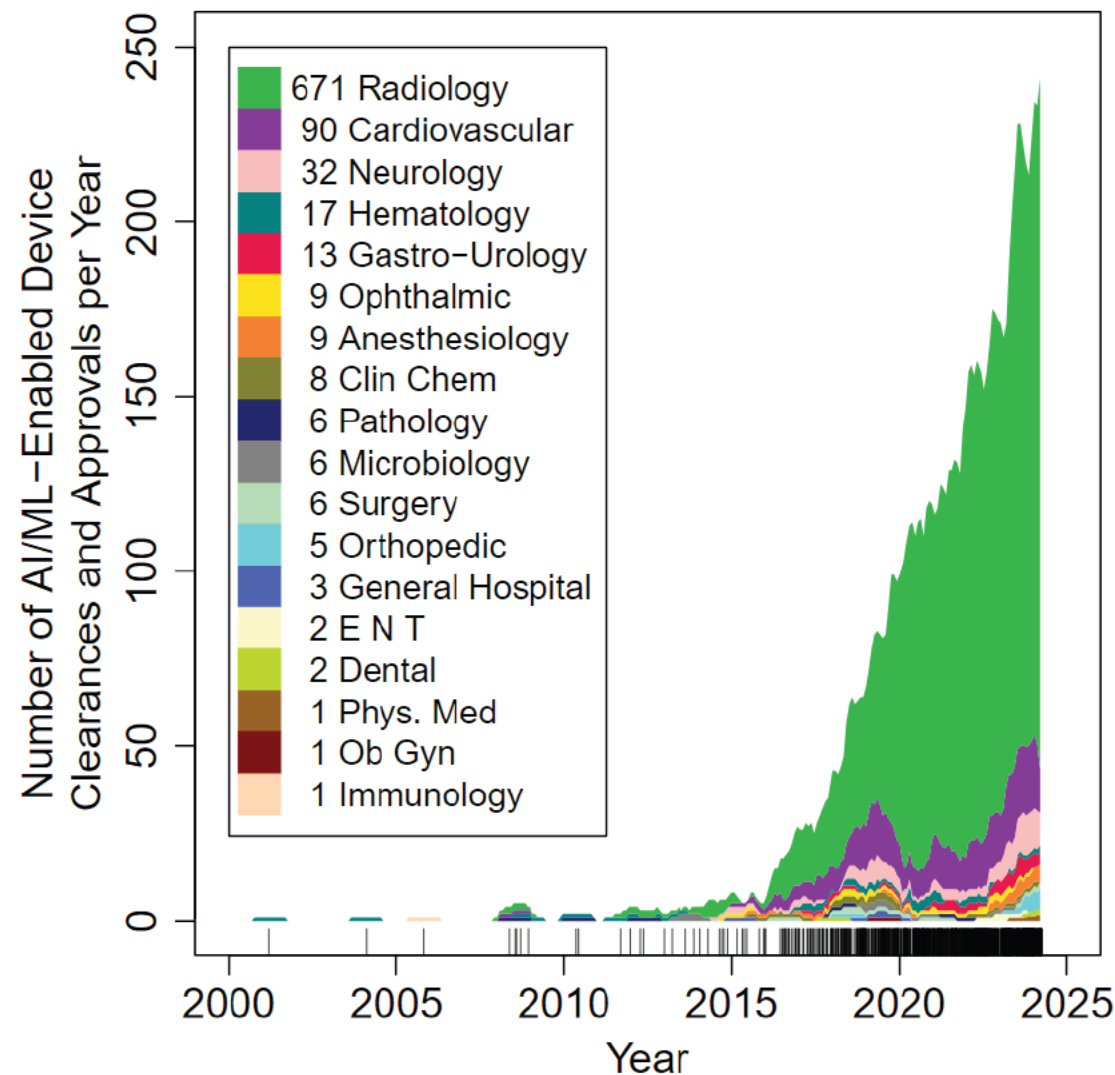 Number of AI/ML−Enabled Device
Clearances and Approvals per Year
250
200
150
100
50
0
671 Radiology
90 Cardiovascular
32 Neurology
17 Hematology
13 Gastro−Urology
9 Ophthalmic
9 Anesthesiology
8 Clin Chem
6 Pathology
6 Microbiology
6 Surgery
5 Orthopedic
3 General Hospital
2 E N T
2 Dental
1 Phys. Med
1 Ob Gyn
1 Immunology
2000 2005 2010 2015 2020 2025
Year